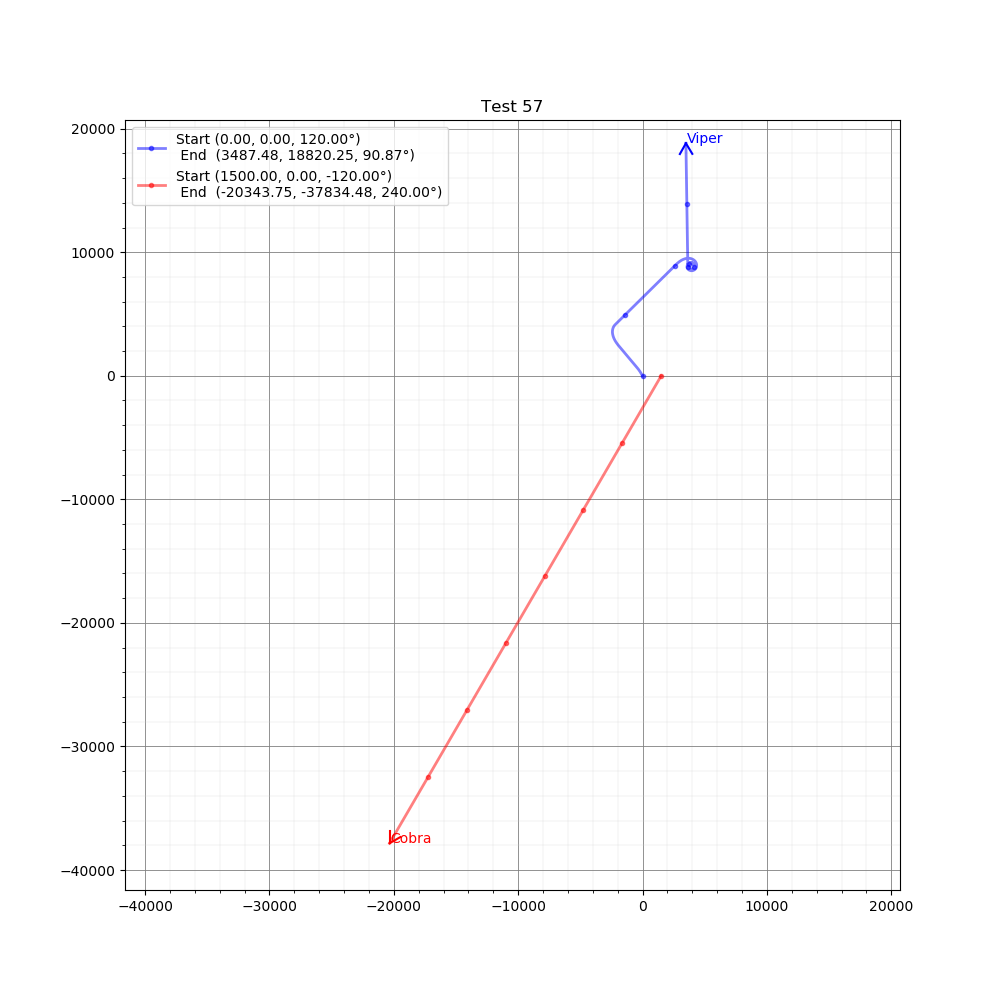 Test 57
Start (0.00, 0.00, 120.00°)
End (3487.48, 18820.25, 90.87°)
Start (1500.00, 0.00, -120.00°)
End (-20343.75, -37834.48, 240.00°)
Viper
Cobra
20000
10000
0
−10000
−20000
−30000
−40000
−40000 −30000 −20000 −10000 0 10000 20000